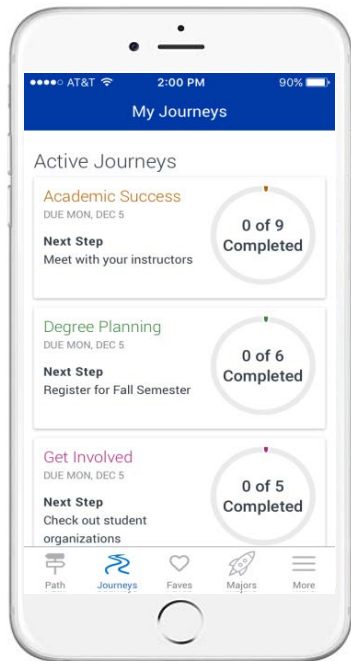 AT&T 2:00 PM 90%
My Journeys
Active Journeys
Academic Success
DUE MON, DEC 5
Next Step
Meet with your instructors
0 of 9
Completed
Degree Planning
DUE MON, DEC 5
Next Step
Register for Fall Semester
0 of 6
Completed
Get Involved
DUE MON, DEC 5
Next Step
Check out student
organizations
0 of 5
Completed
Path Journeys Faves Majors More